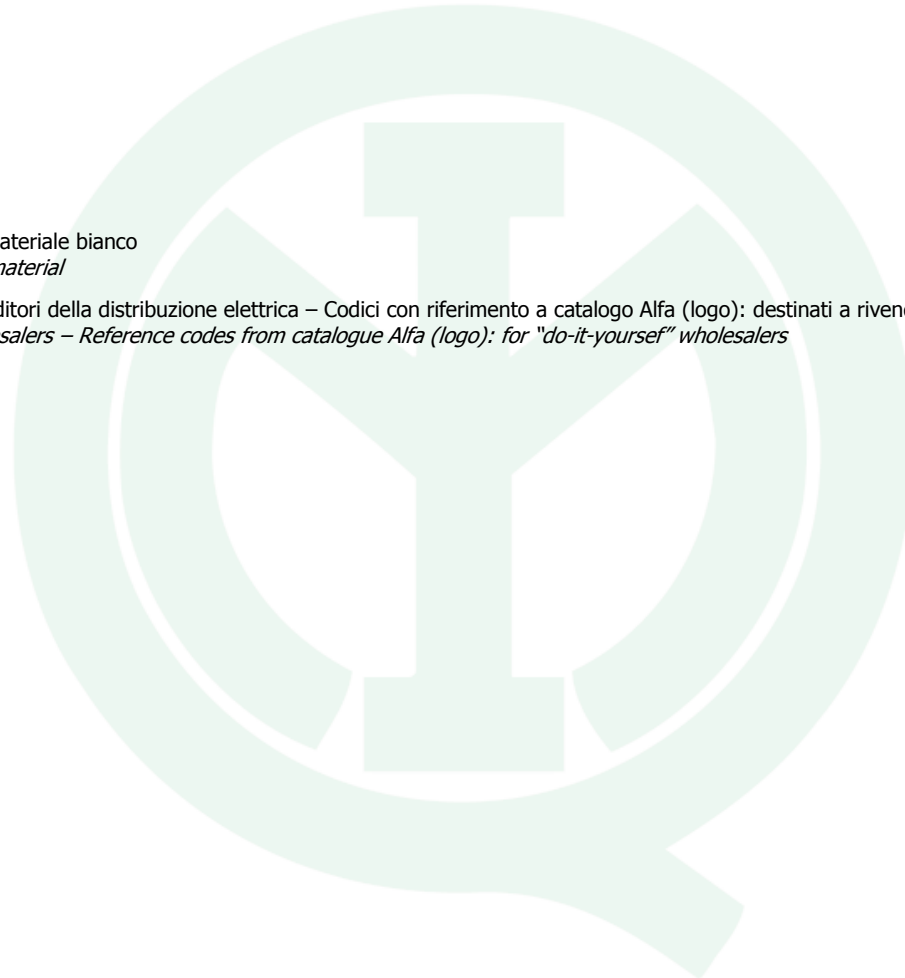 ateriale bianco
naterial
ditori della distribuzione elettrica – Codici con riferimento a catalogo Alfa (logo): destinati a riven
salers – Reference codes from catalogue Alfa (logo): for “do-it-yoursef” wholesalers